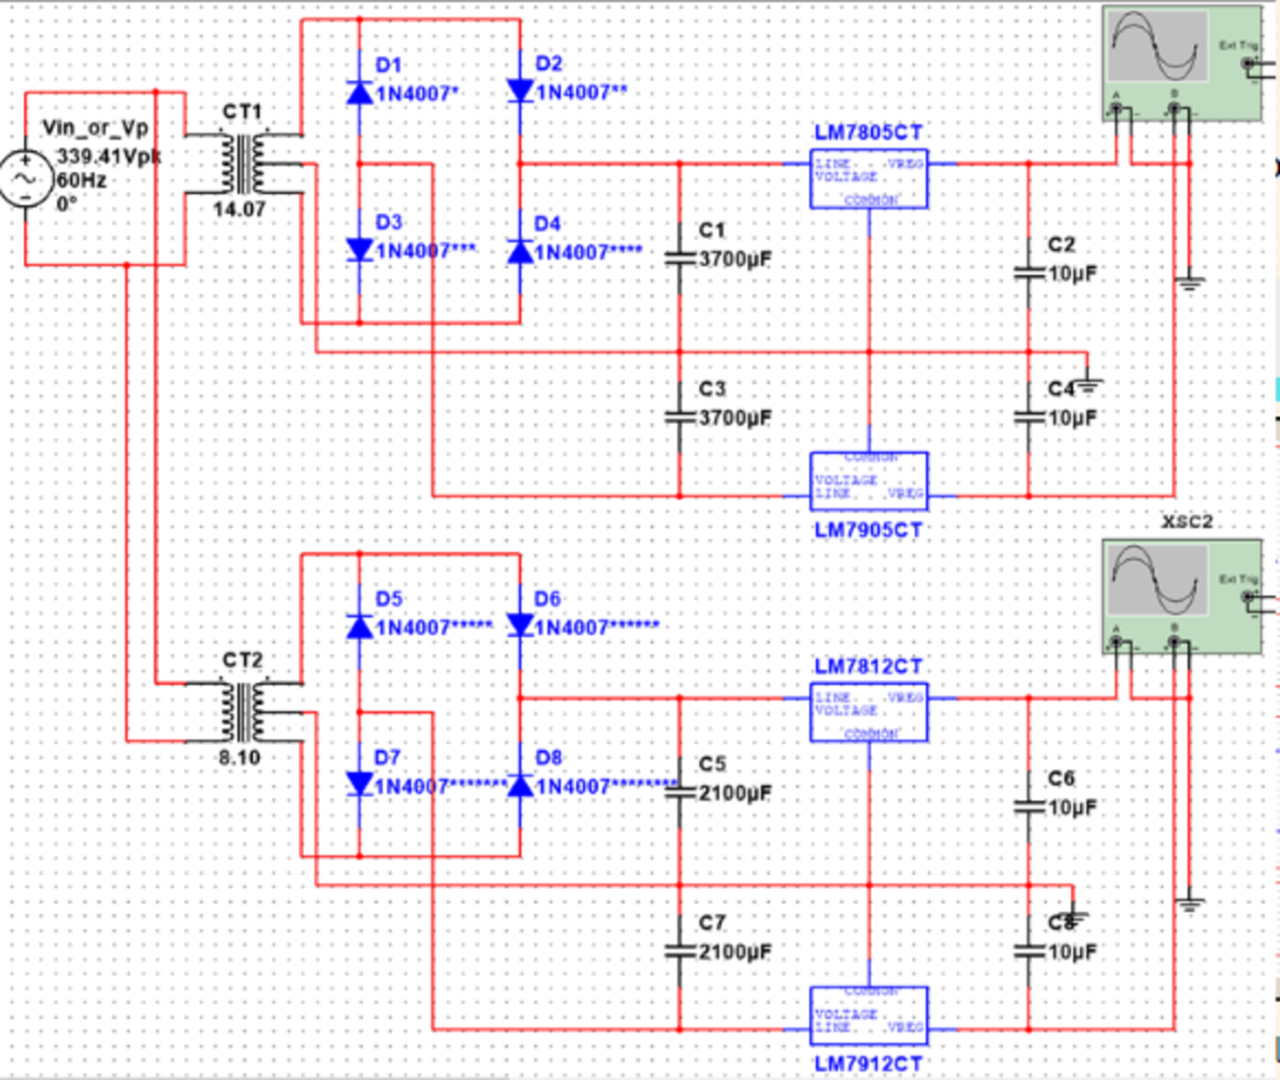 Ext Trig
A
B
D1
1N4007*
D2
1N4007**
CT1
Vin_or_Vp
339.41Vpk
60Hz
0°
14.07
LM7805CT
LINE
VREG
VOLTAGE
COMMON
D3
1N4007***
D4
1N4007****
C1
3700µF
C2
10µF
C3
3700µF
C4
10µF
COMMON
VOLTAGE
LINE
VREG
LM7905CT
XSC2
Ext Trig
A
B
D5
1N4007*****
D6
1N4007******
CT2
8.10
LM7812CT
LINE
VREG
VOLTAGE
COMMON
D7
1N4007*******
D8
1N4007********
C5
2100µF
C6
10µF
C7
2100µF
C8
10µF
COMMON
VOLTAGE
LINE
VREG
LM7912CT